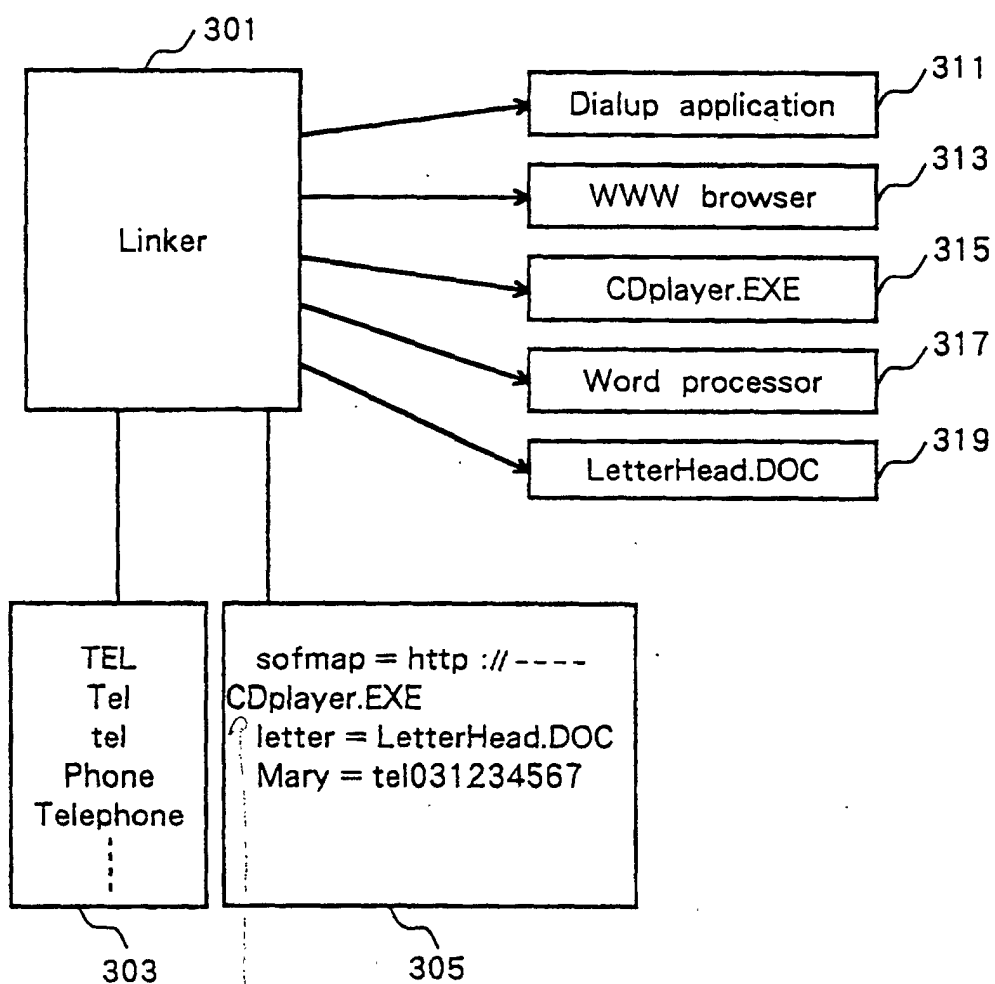 301
Linker
Dialup application
311
WWW browser
313
CDplayer.EXE
315
Word processor
317
LetterHead.DOC
319
TEL
Tel
tel
Phone
Telephone
303
sofmap = http ://----
CDplayer.EXE
letter = LetterHead.DOC
Mary = tel031234567
305